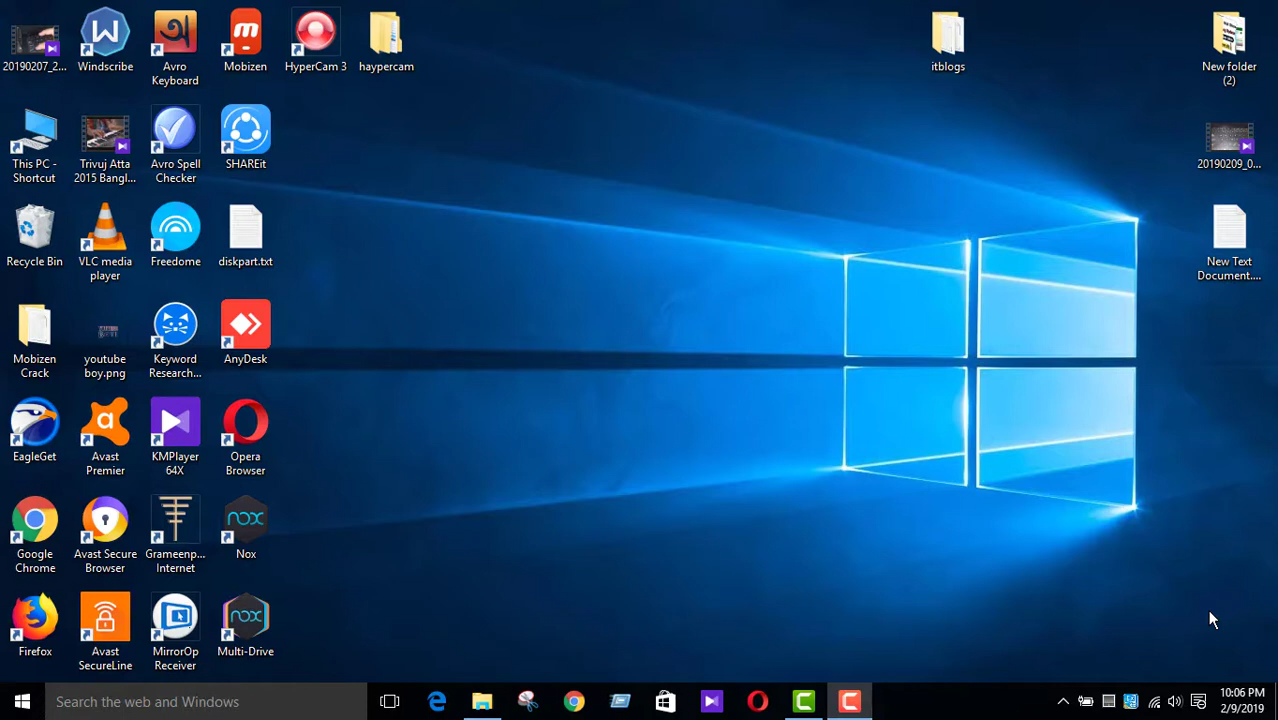 20190207_2...
Windscribe
Avro
Keyboard
Mobizen
HyperCam 3
haypercam
itblogs
New folder
(2)
This PC -
Shortcut
Trivuj Atta
2015 Bangl...
Avro Spell
Checker
SHAREit
20190209_0...
Recycle Bin
VLC media
player
Freedome
diskpart.txt
New Text
Document....
Mobizen
Crack
youtube
boy.png
Keyword
Research...
AnyDesk
EagleGet
Avast
Premier
KMPlayer
64X
Opera
Browser
Google
Chrome
Avast Secure
Browser
Grameenp...
Internet
nox
Nox
Firefox
Avast
SecureLine
MirrorOp
Receiver
nox
Multi-Drive
Search the web and Windows
10:06 PM
2/9/2019